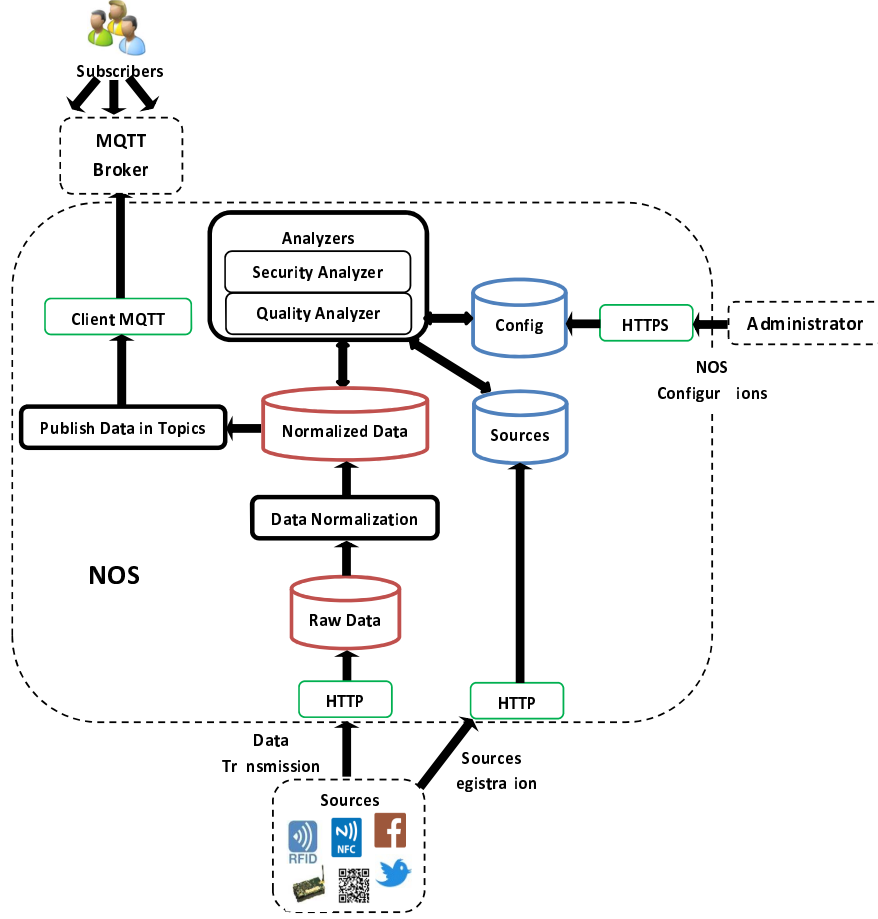 Subscribers
MQTT
Broker
Analyzers
Security Analyzer
Quality Analyzer
Client MQTT
Config
HTTPS
Administrator
NOS
Configur ions
Publish Data in Topics
Normalized Data
Sources
Data Normalization
NOS
Raw Data
HTTP
HTTP
Data
Tr nsmission
Sources
egistra ion
Sources
RFID
NFC